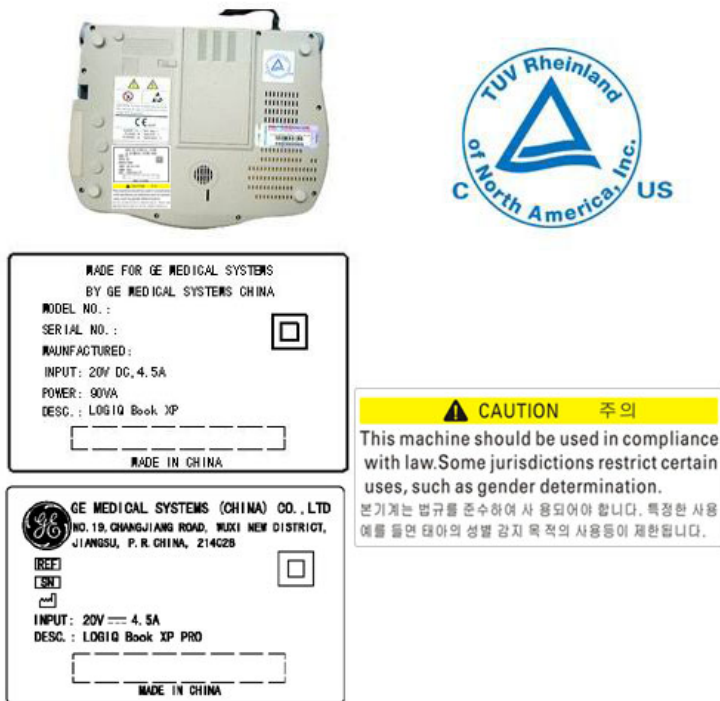 TUV Rheinland
of North America, Inc.
C US
MADE FOR GE MEDICAL SYSTEMS
BY GE MEDICAL SYSTEMS CHINA
MODEL NO.:
SERIAL NO.:
MAUNFACTURED:
INPUT: 20V DC,4.5A
POWER: 90VA
DESC.: LOGIQ Book XP
MADE IN CHINA
CAUTION 주의
This machine should be used in compliance
with law.Some jurisdictions restrict certain
uses, such as gender determination.
본기계는 법규를 준수하여 사 용되어야 합니다. 특정한 사용
예를 들면 태아의 성별 감지 목 적의 사용등이 제한됩니다.
GE MEDICAL SYSTEMS (CHINA) CO.,LTD
NO.19, CHANGJIANG ROAD, WUXI NEW DISTRICT,
JIANGSU, P.R.CHINA, 214028
REF
SN
INPUT: 20V ⎓ 4.5A
DESC.: LOGIQ Book XP PRO
MADE IN CHINA